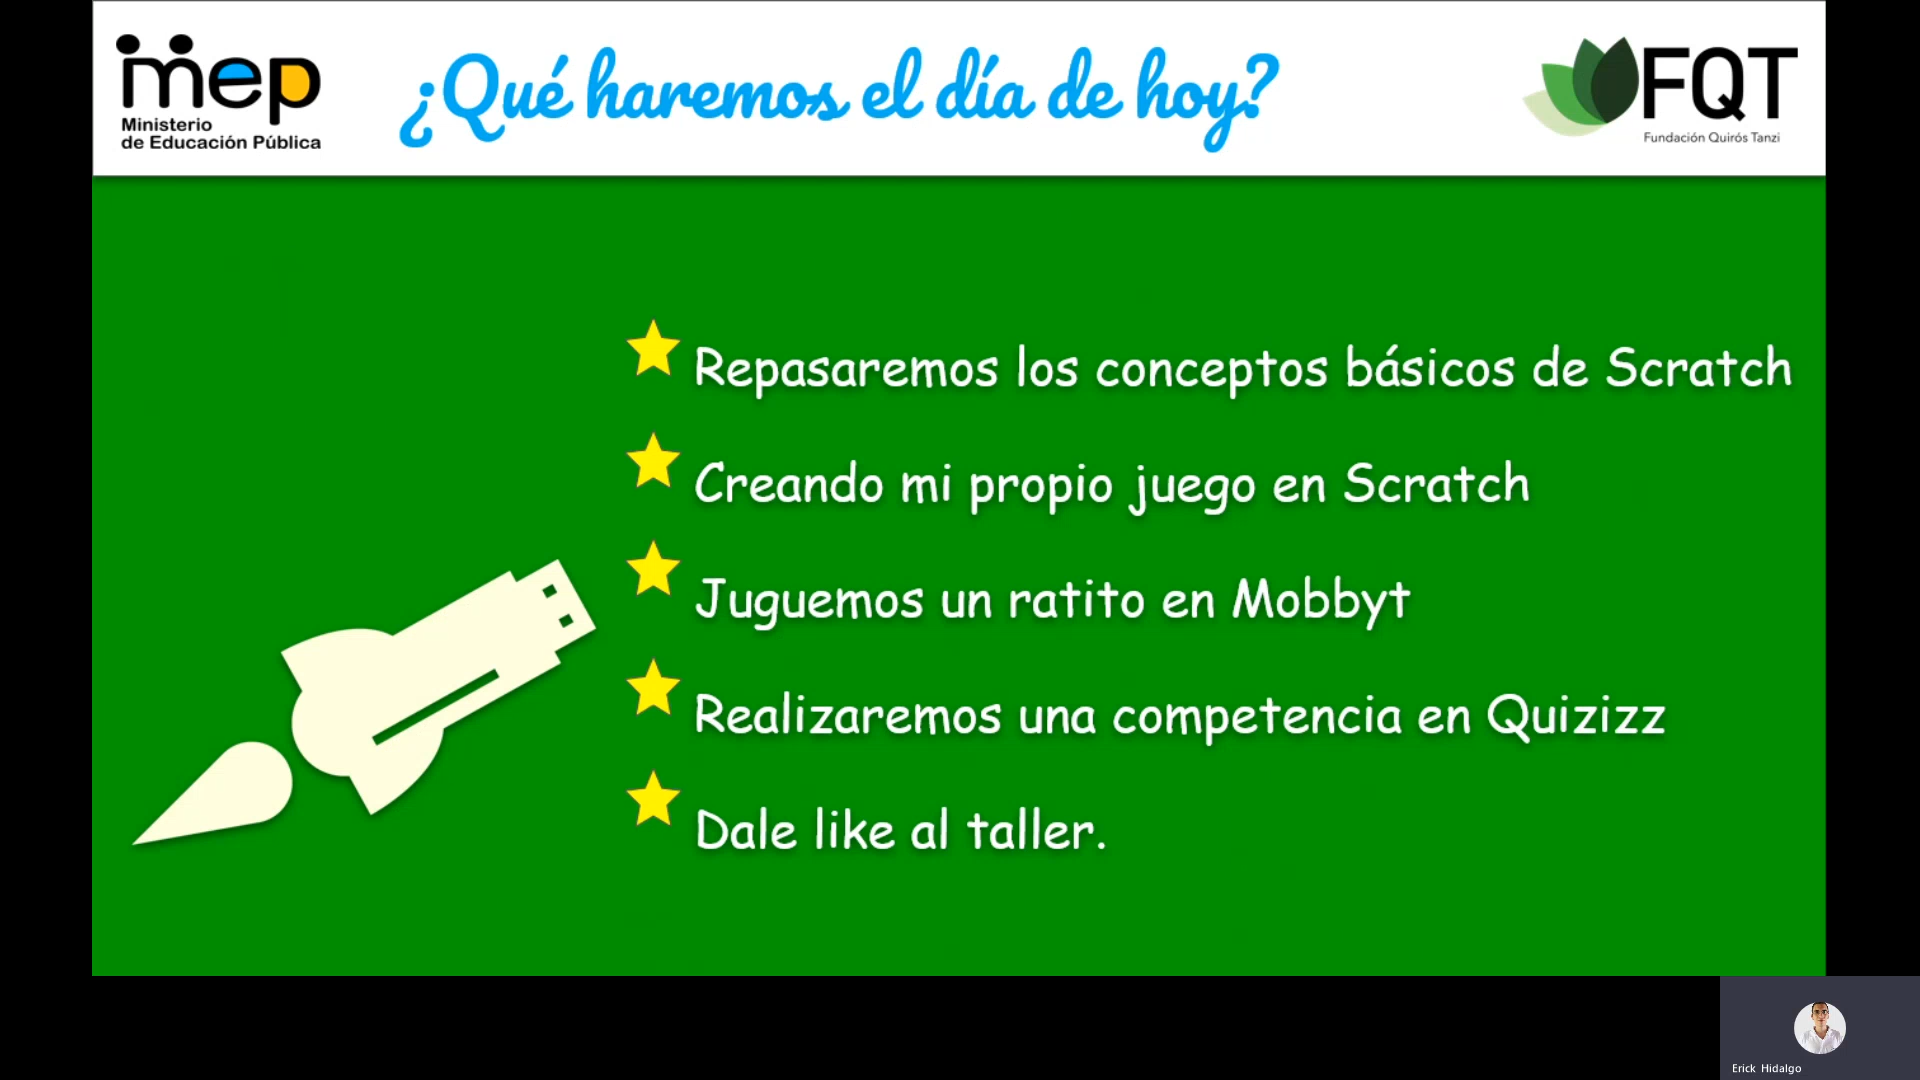 mep
Ministerio
de Educación Pública
¿Qué haremos el día de hoy?
FQT
Fundación Quirós Tanzi
Repasaremos los conceptos básicos de Scratch
Creando mi propio juego en Scratch
Juguemos un ratito en Mobbyt
Realizaremos una competencia en Quizizz
Dale like al taller.
Erick Hidalgo